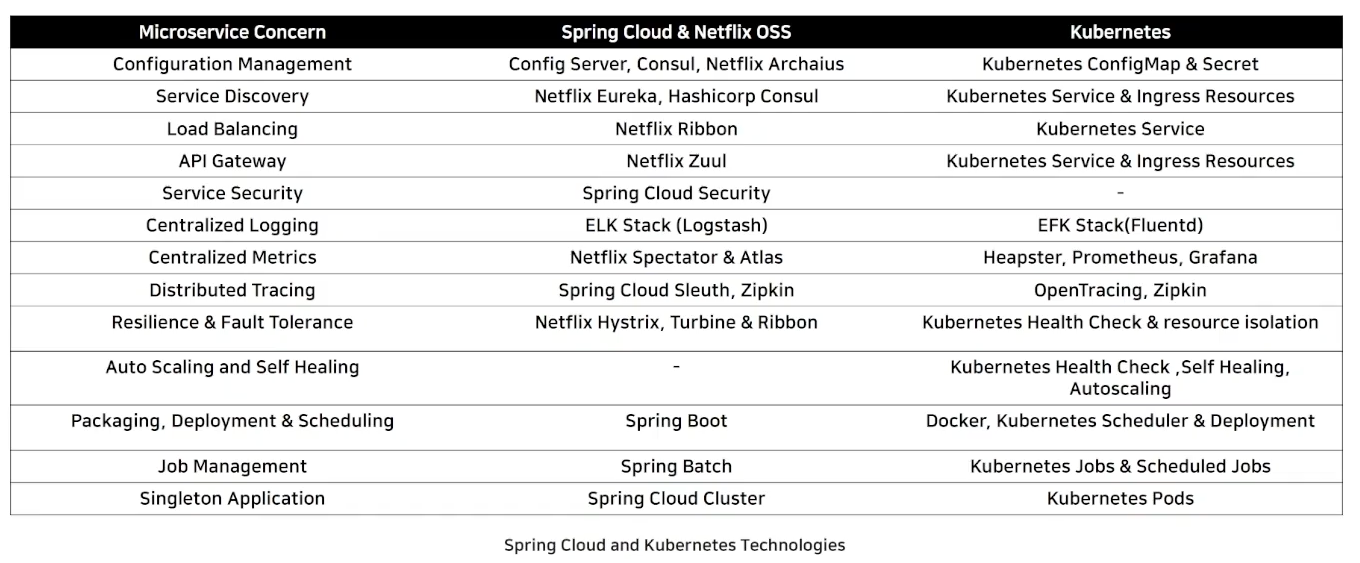 Microservice Concern Spring Cloud & Netflix OSS Kubernetes
Configuration Management Config Server, Consul, Netflix Archaius Kubernetes ConfigMap & Secret
Service Discovery Netflix Eureka, Hashicorp Consul Kubernetes Service & Ingress Resources
Load Balancing Netflix Ribbon Kubernetes Service
API Gateway Netflix Zuul Kubernetes Service & Ingress Resources
Service Security Spring Cloud Security -
Centralized Logging ELK Stack (Logstash) EFK Stack(Fluentd)
Centralized Metrics Netflix Spectator & Atlas Heapster, Prometheus, Grafana
Distributed Tracing Spring Cloud Sleuth, Zipkin OpenTracing, Zipkin
Resilience & Fault Tolerance Netflix Hystrix, Turbine & Ribbon Kubernetes Health Check & resource isolation
Auto Scaling and Self Healing - Kubernetes Health Check ,Self Healing,
Autoscaling
Packaging, Deployment & Scheduling Spring Boot Docker, Kubernetes Scheduler & Deployment
Job Management Spring Batch Kubernetes Jobs & Scheduled Jobs
Singleton Application Spring Cloud Cluster Kubernetes Pods
Spring Cloud and Kubernetes Technologies